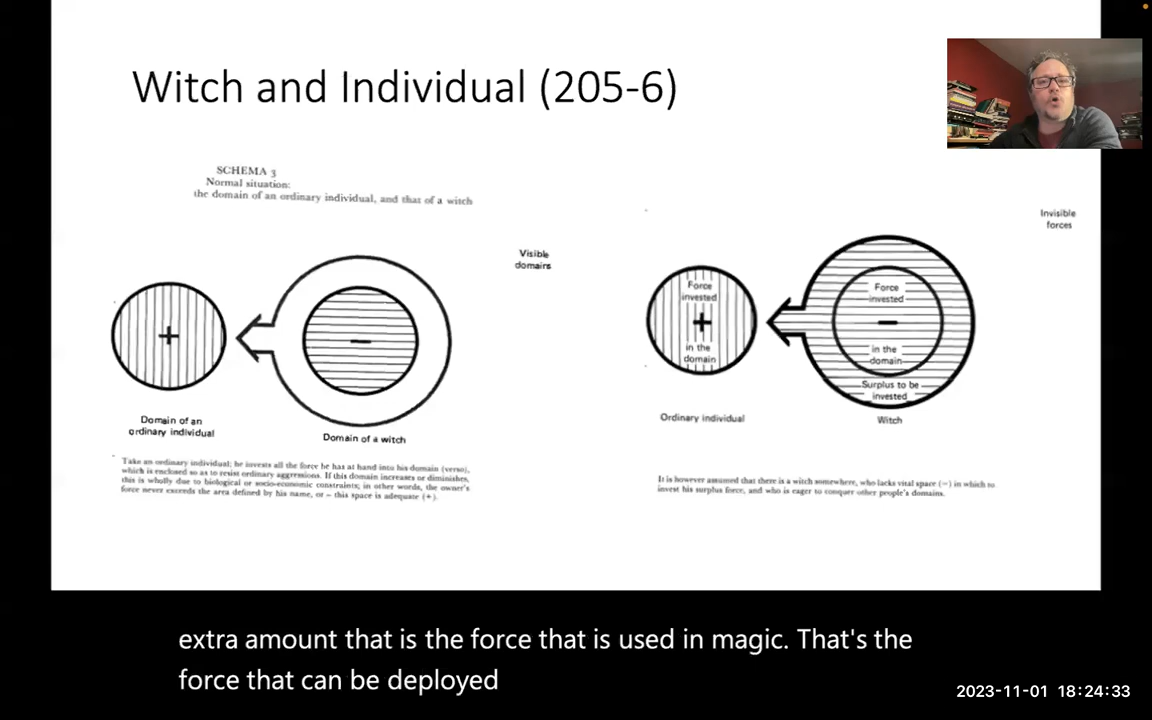 Witch and Individual (205-6)
SCHEMA 3
Normal situation:
the domain of an ordinary individual, and that of a witch
Visible
domains
+
−
Domain of an
ordinary individual
Domain of a witch
Take an ordinary individual; he invests all the force he has at hand into his domain (verso),
which is enclosed so as to resist ordinary aggressions. If this domain increases or diminishes,
this is wholly due to biological or socio-economic constraints; in other words, the owner's
force never exceeds the area defined by his name, or – this space is adequate (+).
Invisible
forces
Force
invested
+
in the
domain
Force
invested
−
in the
domain
Surplus to be
invested
Ordinary individual
Witch
It is however assumed that there is a witch somewhere, who lacks vital space (−) in which to
invest his surplus force, and who is eager to conquer other people's domains.
extra amount that is the force that is used in magic. That's the
force that can be deployed
2023-11-01 18:24:33